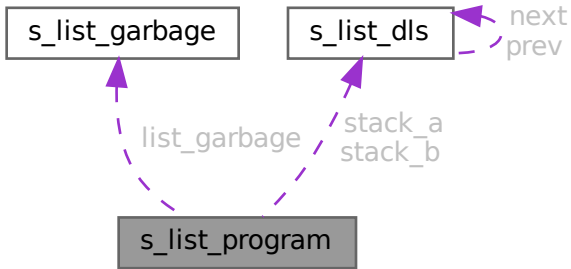 s_list_garbage
s_list_dls
next
prev
list_garbage
stack_a
stack_b
s_list_program